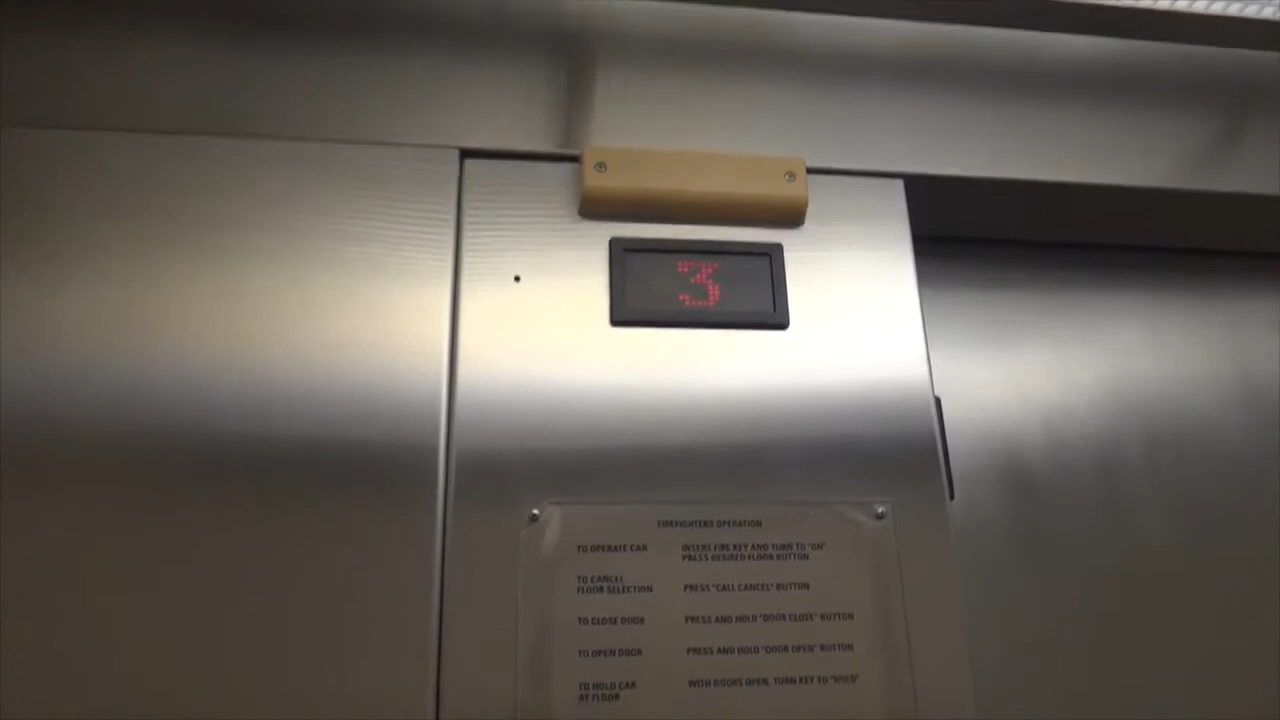 3
FIREFIGHTERS OPERATION
TO OPERATE CAR INSERT FIRE KEY AND TURN TO "ON"
PRESS DESIRED FLOOR BUTTON
TO CANCEL
FLOOR SELECTION PRESS "CALL CANCEL" BUTTON
TO CLOSE DOOR PRESS AND HOLD "DOOR CLOSE" BUTTON
TO OPEN DOOR PRESS AND HOLD "DOOR OPEN" BUTTON
TO HOLD CAR WITH DOORS OPEN, TURN KEY TO "HOLD"
AT FLOOR